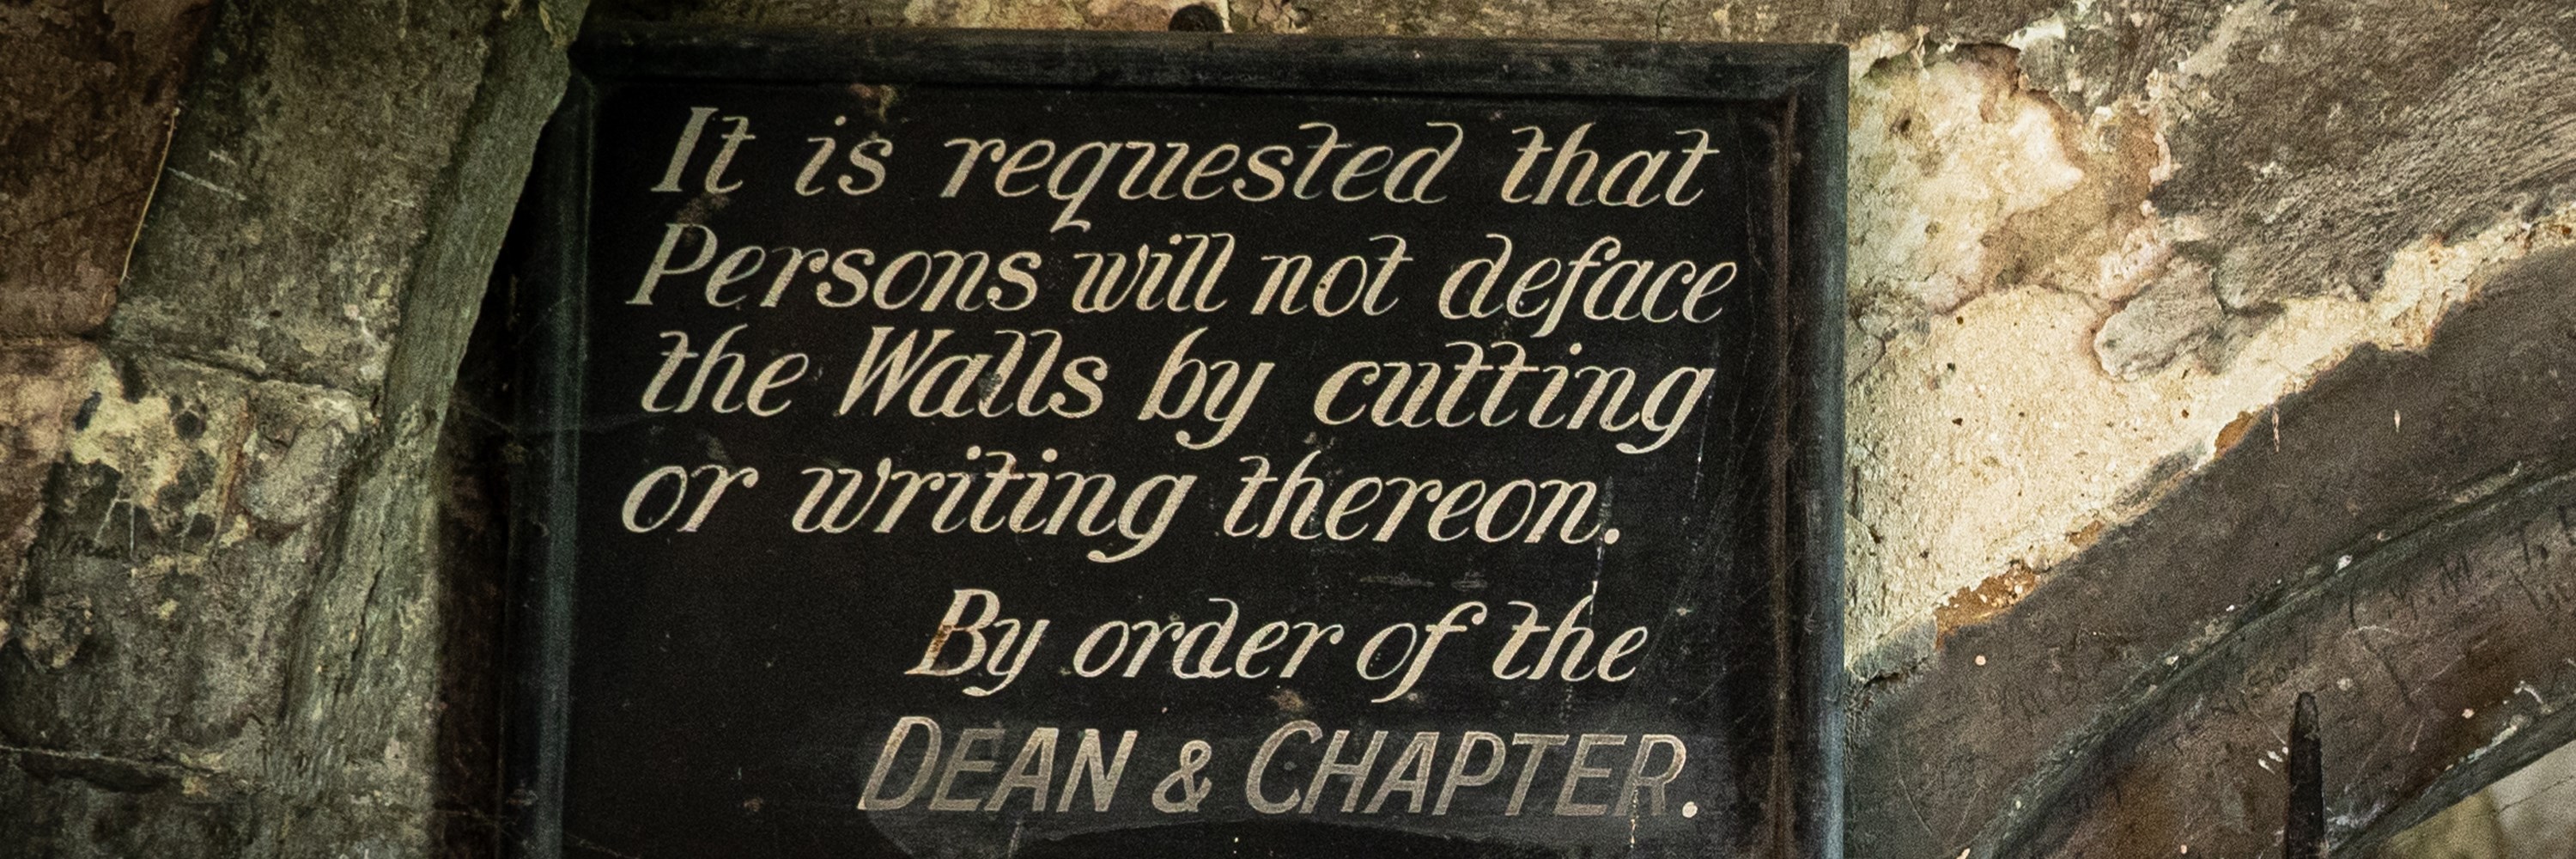 It is requested that
Persons will not deface
the Walls by cutting
or writing thereon.
By order of the
DEAN & CHAPTER.